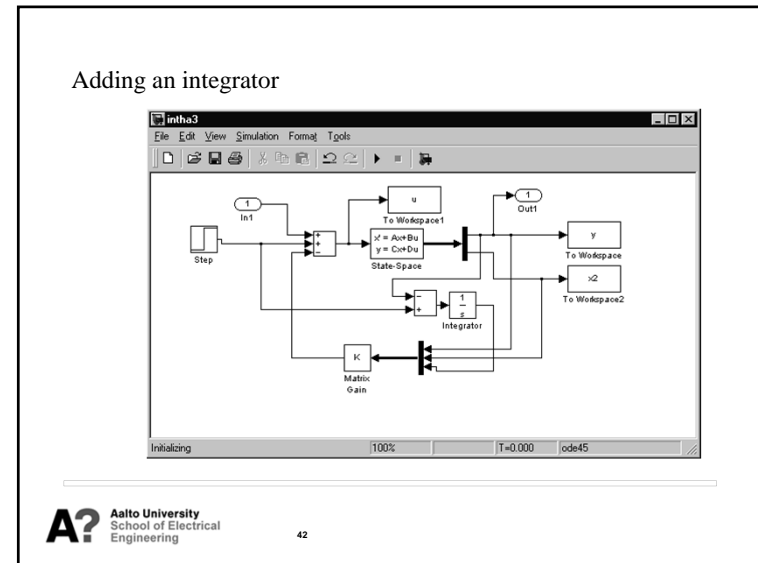 Adding an integrator
intha3
File Edit View Simulation Format Tools
1
In1
Step
+
+
−
u
To Workspace1
x' = Ax+Bu
y = Cx+Du
State-Space
1
Out1
y
To Workspace
x2
To Workspace2
−
+
1
s
Integrator
K
Matrix
Gain
Initializing 100% T=0.000 ode45
A? Aalto University
School of Electrical
Engineering
42